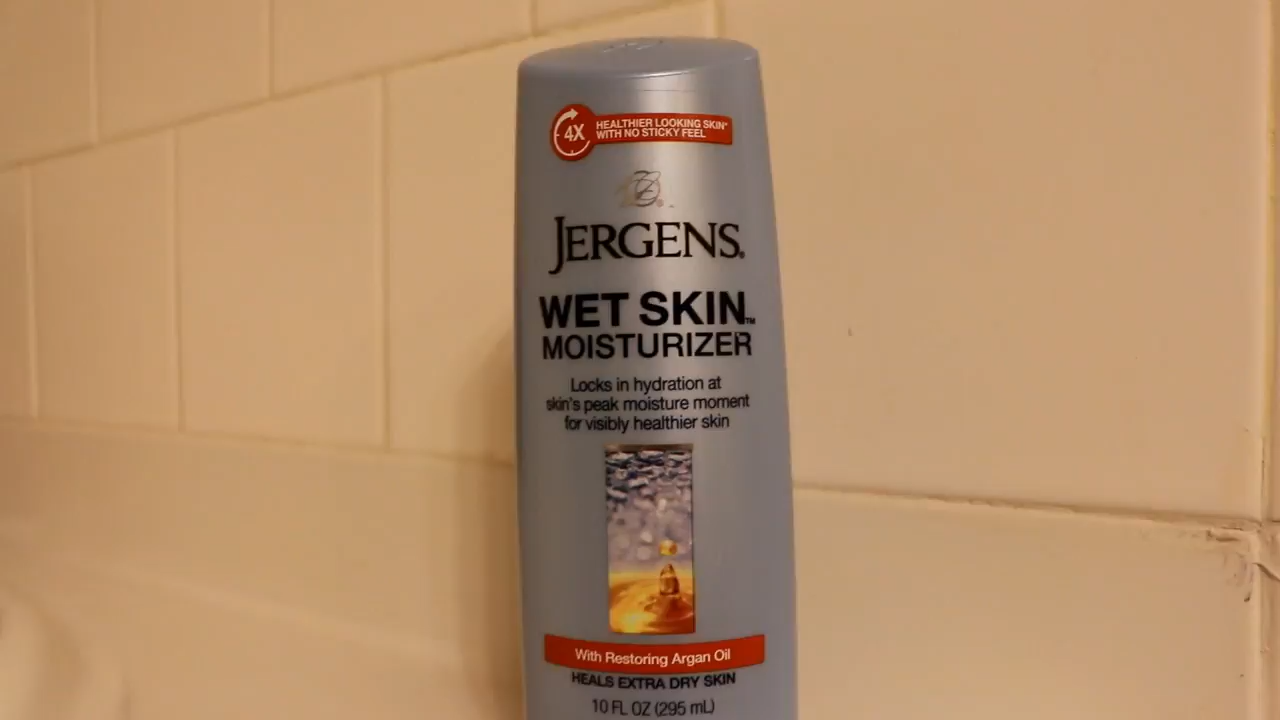 4X
HEALTHIER LOOKING SKIN*
WITH NO STICKY FEEL
JERGENS®
WET SKIN™
MOISTURIZER
Locks in hydration at
skin's peak moisture moment
for visibly healthier skin
With Restoring Argan Oil
HEALS EXTRA DRY SKIN
10 FL OZ (295 mL)